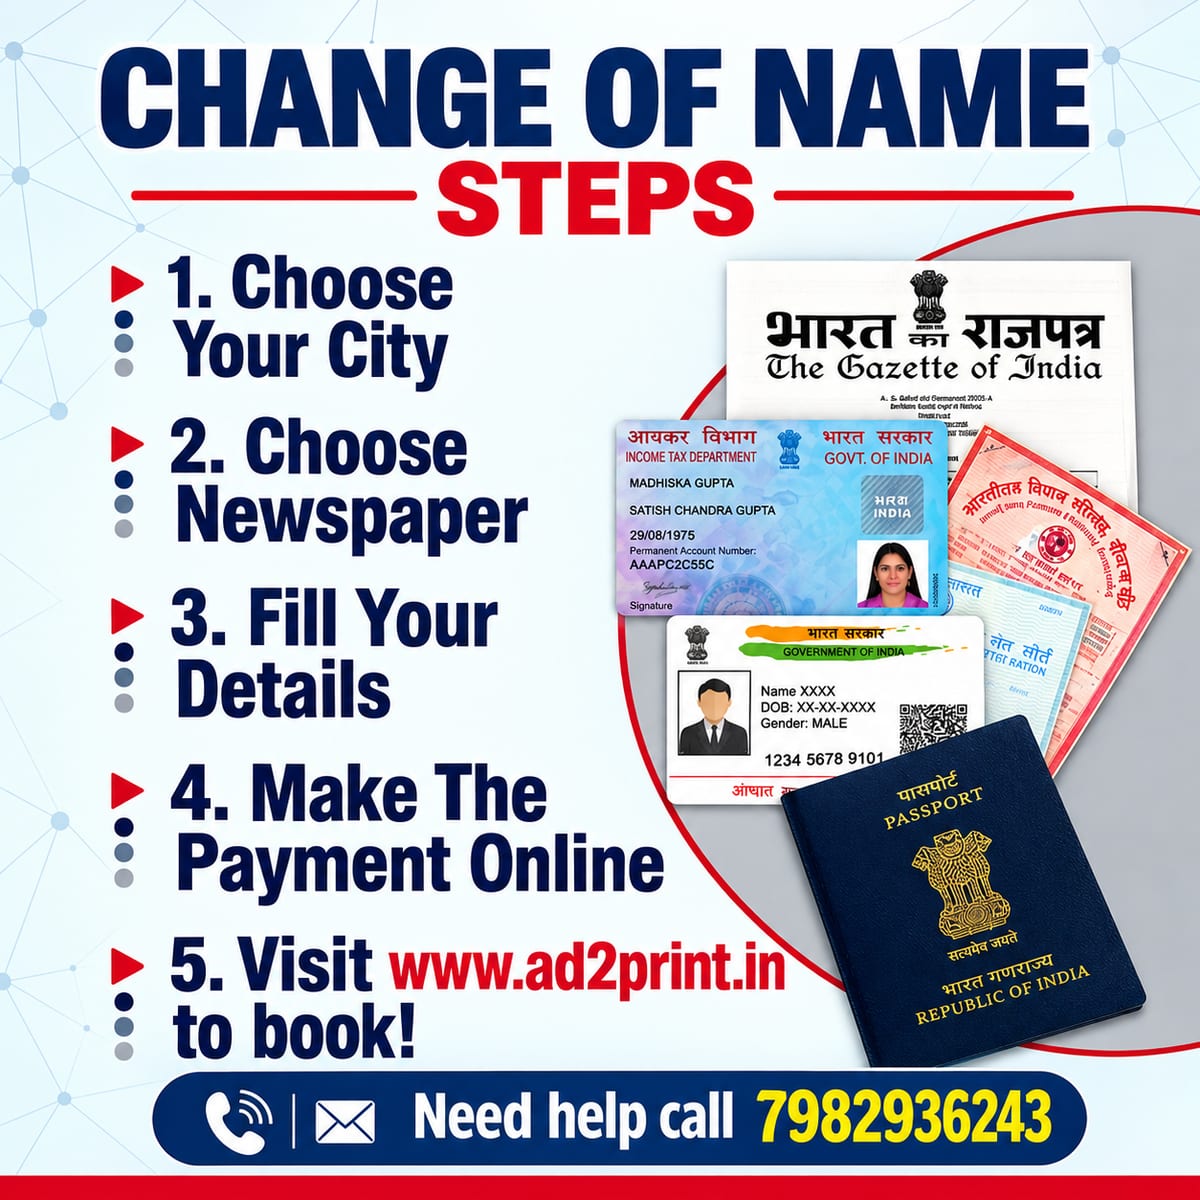 CHANGE OF NAME
STEPS
1. Choose
Your City
2. Choose
Newspaper
3. Fill Your
Details
4. Make The
Payment Online
5. Visit www.ad2print.in
to book!
भारत का राजपत्र
The Gazette of India
आयकर विभाग
INCOME TAX DEPARTMENT
भारत सरकार
GOVT. OF INDIA
MADHISKA GUPTA
SATISH CHANDRA GUPTA
29/08/1975
Permanent Account Number:
AAAPC2C55C
Signature
INDIA
भारत सरकार
GOVERNMENT OF INDIA
Name XXXX
DOB: XX-XX-XXXX
Gender: MALE
1234 5678 9101
पासपोर्ट
PASSPORT
सत्यमेव जयते
भारत गणराज्य
REPUBLIC OF INDIA
Need help call 7982936243